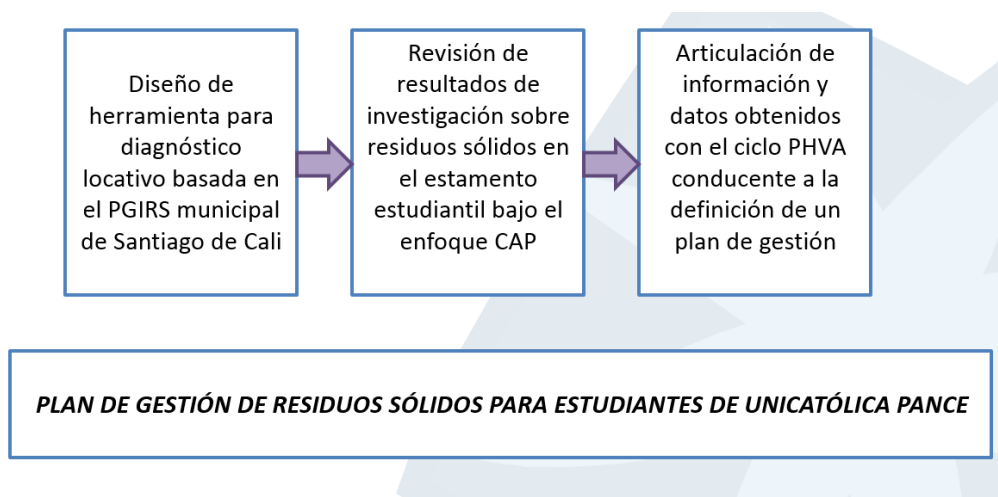 Diseño de
herramienta para
diagnóstico
locativo basada en
el PGIRS municipal
de Santiago de Cali
Revisión de
resultados de
investigación sobre
residuos sólidos en
el estamento
estudiantil bajo el
enfoque CAP
Articulación de
información y
datos obtenidos
con el ciclo PHVA
conducente a la
definición de un
plan de gestión
PLAN DE GESTIÓN DE RESIDUOS SÓLIDOS PARA ESTUDIANTES DE UNICATÓLICA PANCE